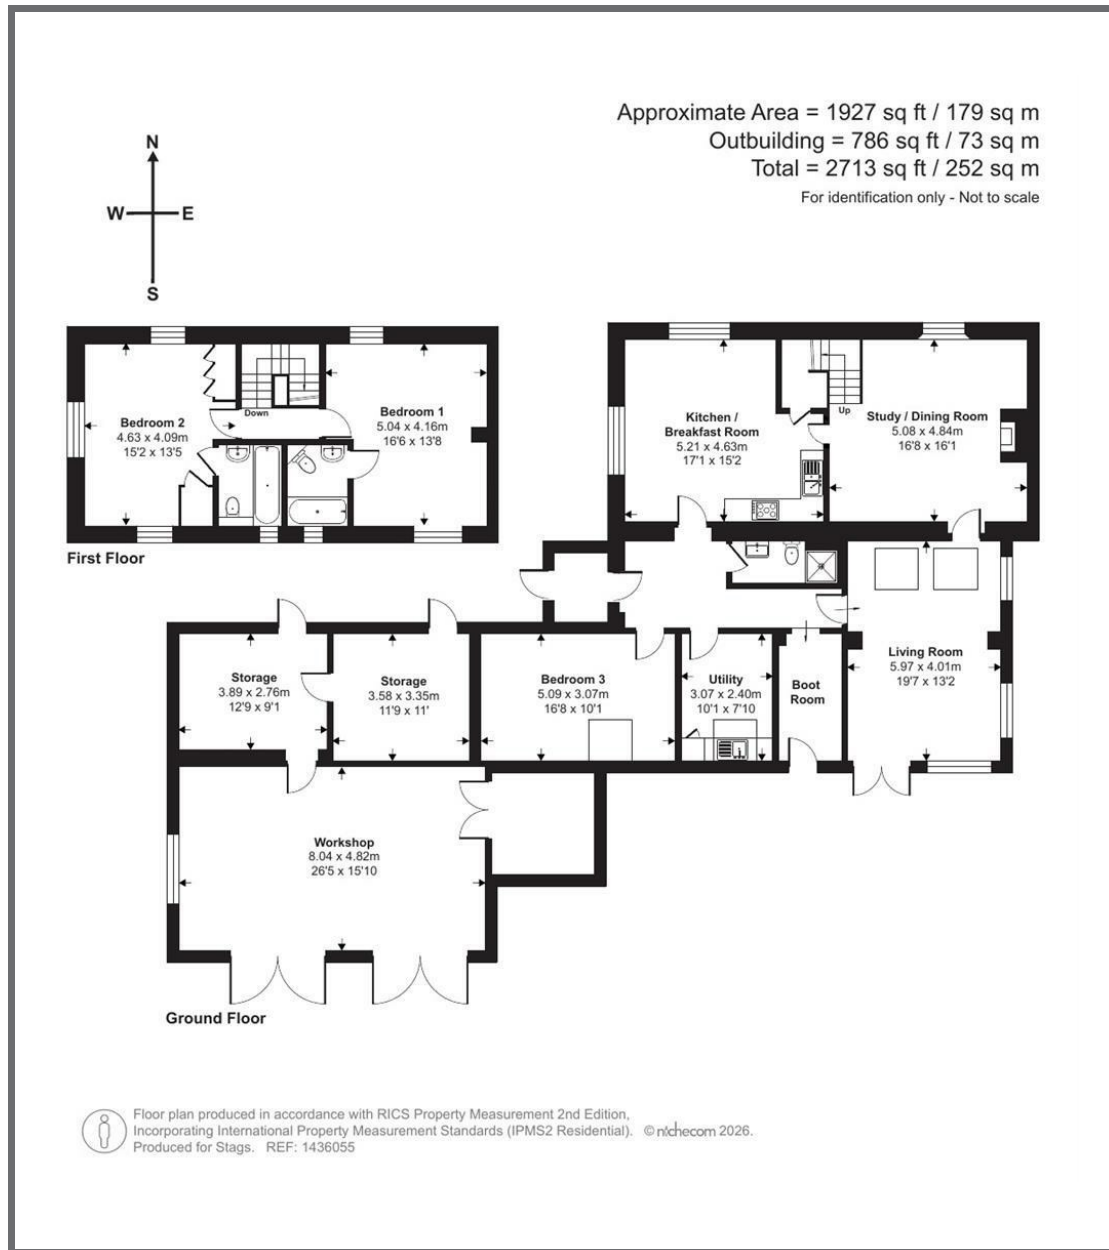 Approximate Area = 1927 sq ft / 179 sq m
Outbuilding = 786 sq ft / 73 sq m
Total = 2713 sq ft / 252 sq m
For identification only - Not to scale
N
W E
S
Bedroom 2
4.63 x 4.09m
15'2 x 13'5
Down
Bedroom 1
5.04 x 4.16m
16'6 x 13'8
First Floor
Kitchen /
Breakfast Room
5.21 x 4.63m
17'1 x 15'2
Up
Study / Dining Room
5.08 x 4.84m
16'8 x 16'1
Storage
3.89 x 2.76m
12'9 x 9'1
Storage
3.58 x 3.35m
11'9 x 11'
Bedroom 3
5.09 x 3.07m
16'8 x 10'1
Utility
3.07 x 2.40m
10'1 x 7'10
Boot
Room
Living Room
5.97 x 4.01m
19'7 x 13'2
Workshop
8.04 x 4.82m
26'5 x 15'10
Ground Floor
Floor plan produced in accordance with RICS Property Measurement 2nd Edition,
Incorporating International Property Measurement Standards (IPMS2 Residential). © nichecom 2026.
Produced for Stags. REF: 1436055